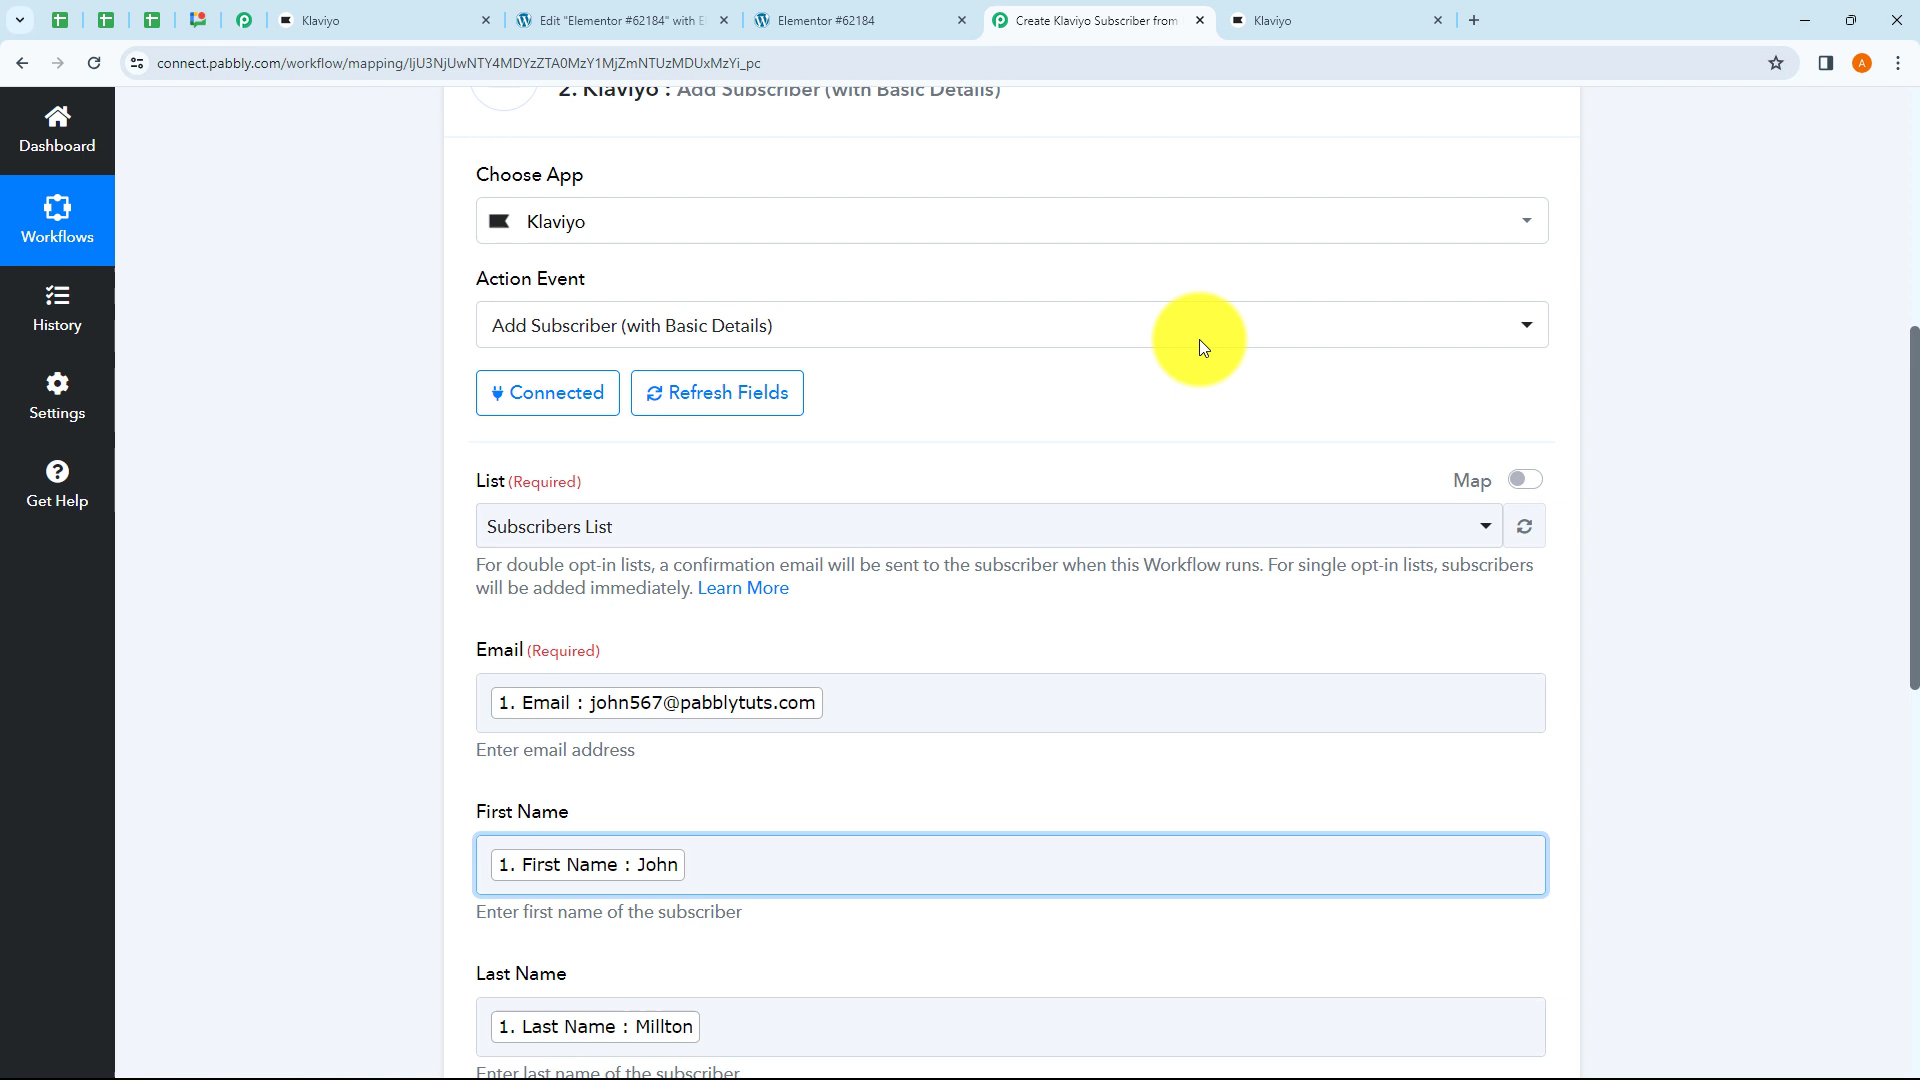 Klaviyo
Edit "Elementor #62184" with E
Elementor #62184
Create Klaviyo Subscriber from
Klaviyo
connect.pabbly.com/workflow/mapping/IjU3NjUwNTY4MDYzZTA0MzY1MjZmNTUzMDUxMzYi_pc
A
2. Klaviyo : Add Subscriber (with Basic Details)
Dashboard
Workflows
History
Settings
Get Help
Choose App
Klaviyo
Action Event
Add Subscriber (with Basic Details)
Connected
Refresh Fields
List (Required)
Map
Subscribers List
For double opt-in lists, a confirmation email will be sent to the subscriber when this Workflow runs. For single opt-in lists, subscribers
will be added immediately. Learn More
Email (Required)
1. Email : john567@pabblytuts.com
Enter email address
First Name
1. First Name : John
Enter first name of the subscriber
Last Name
1. Last Name : Millton
Enter last name of the subscriber